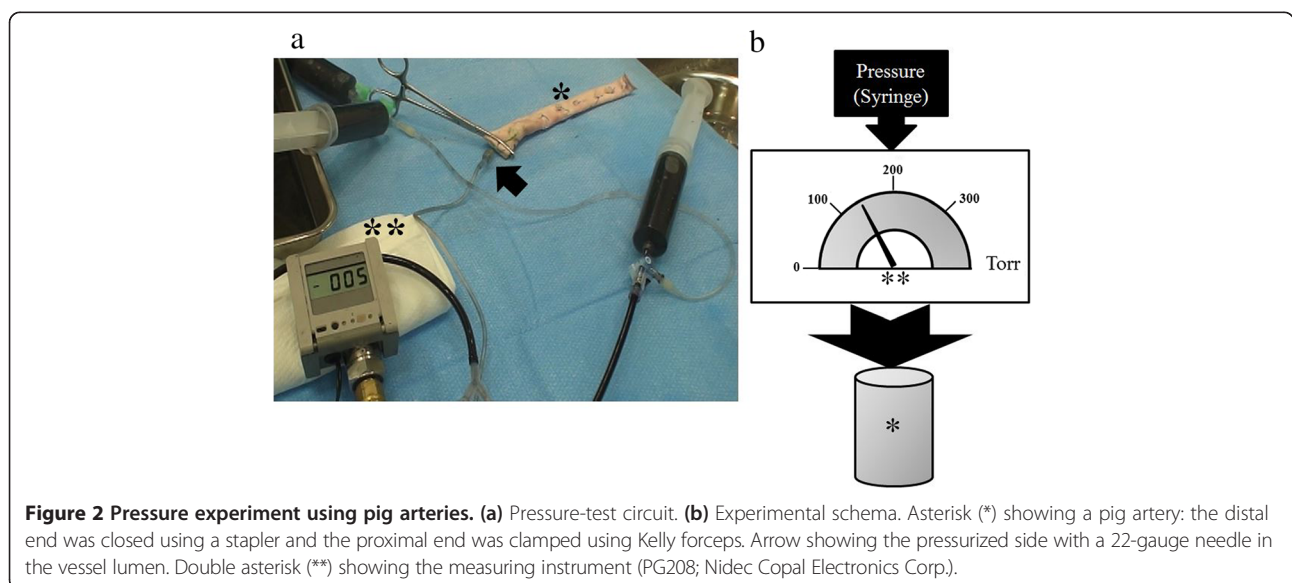 a
b
*
* *
- 005
Pressure
(Syringe)
200
100
300
0
Torr
* *
*
Figure 2 Pressure experiment using pig arteries. (a) Pressure-test circuit. (b) Experimental schema. Asterisk (*) showing a pig artery: the distal
end was closed using a stapler and the proximal end was clamped using Kelly forceps. Arrow showing the pressurized side with a 22-gauge needle in
the vessel lumen. Double asterisk (**) showing the measuring instrument (PG208; Nidec Copal Electronics Corp.).